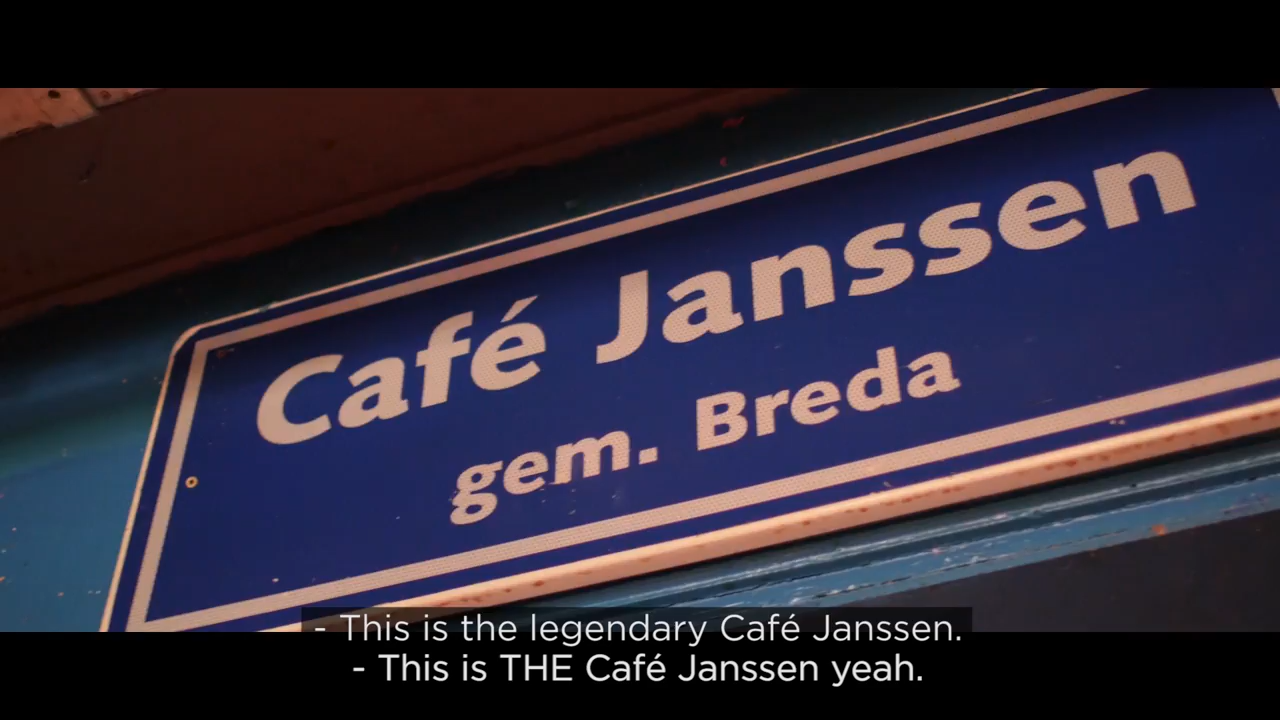 Café Janssen
gem. Breda
- This is the legendary Café Janssen.
- This is THE Café Janssen yeah.